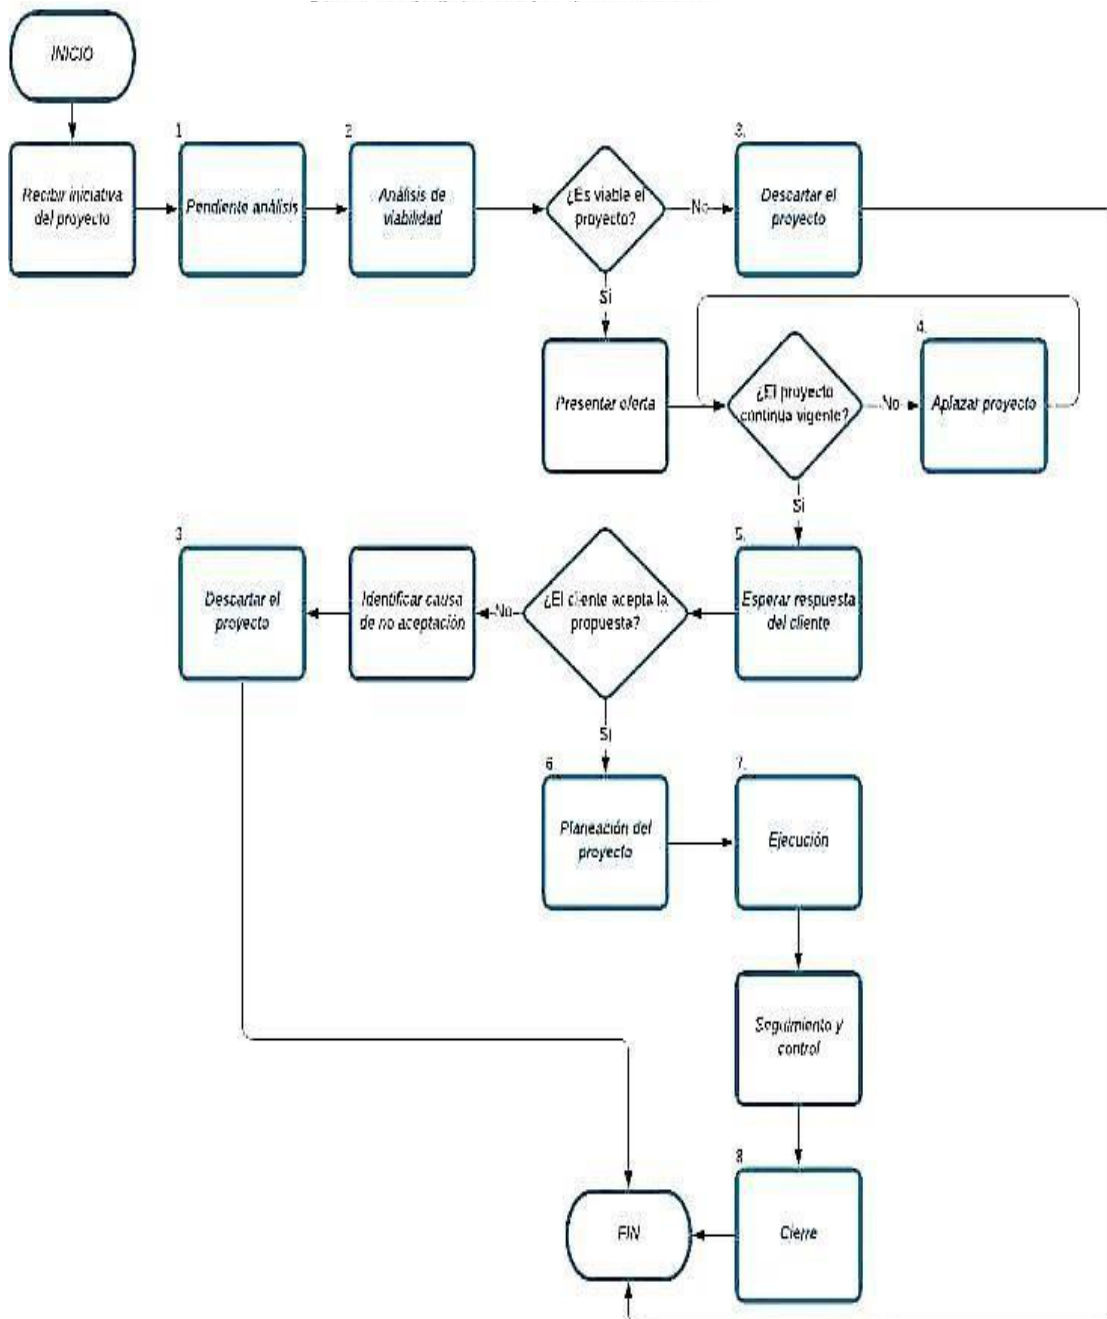 INICIO
1.
2.
3.
Recibir iniciativa
del proyecto
Pendiente análisis
Análisis de
viabilidad
¿Es viable el
proyecto?
No
Descartar el
proyecto
Si
4.
Presentar oferta
¿El proyecto
continua vigente?
No
Aplazar proyecto
Si
3.
5.
Descartar el
proyecto
Identificar causa
de no aceptación
No
¿El cliente acepta la
propuesta?
Esperar respuesta
del cliente
Si
6.
7.
Planeación del
proyecto
Ejecución
Seguimiento y
control
8.
FIN
Cierre